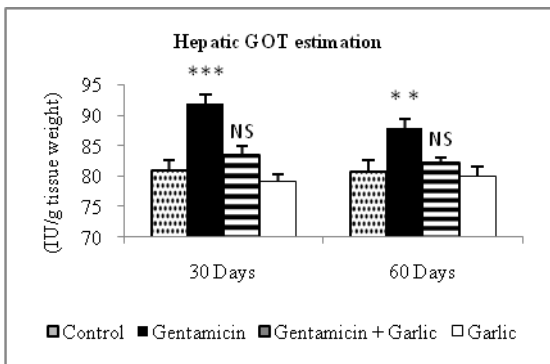 Hepatic GOT estimation
(IU/g tissue weight)
95
90
85
80
75
70
***
NS
**
NS
30 Days
60 Days
Control Gentamicin Gentamicin + Garlic Garlic